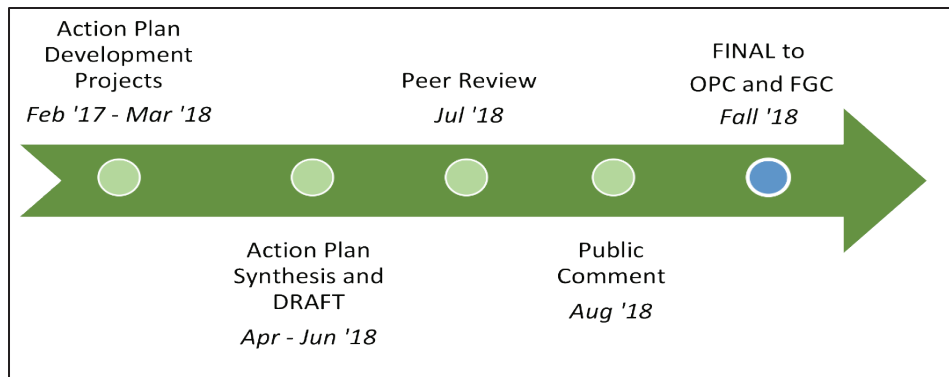 Action Plan
Development
Projects
Feb '17 - Mar '18
Action Plan
Synthesis and
DRAFT
Apr - Jun '18
Peer Review
Jul '18
Public
Comment
Aug '18
FINAL to
OPC and FGC
Fall '18